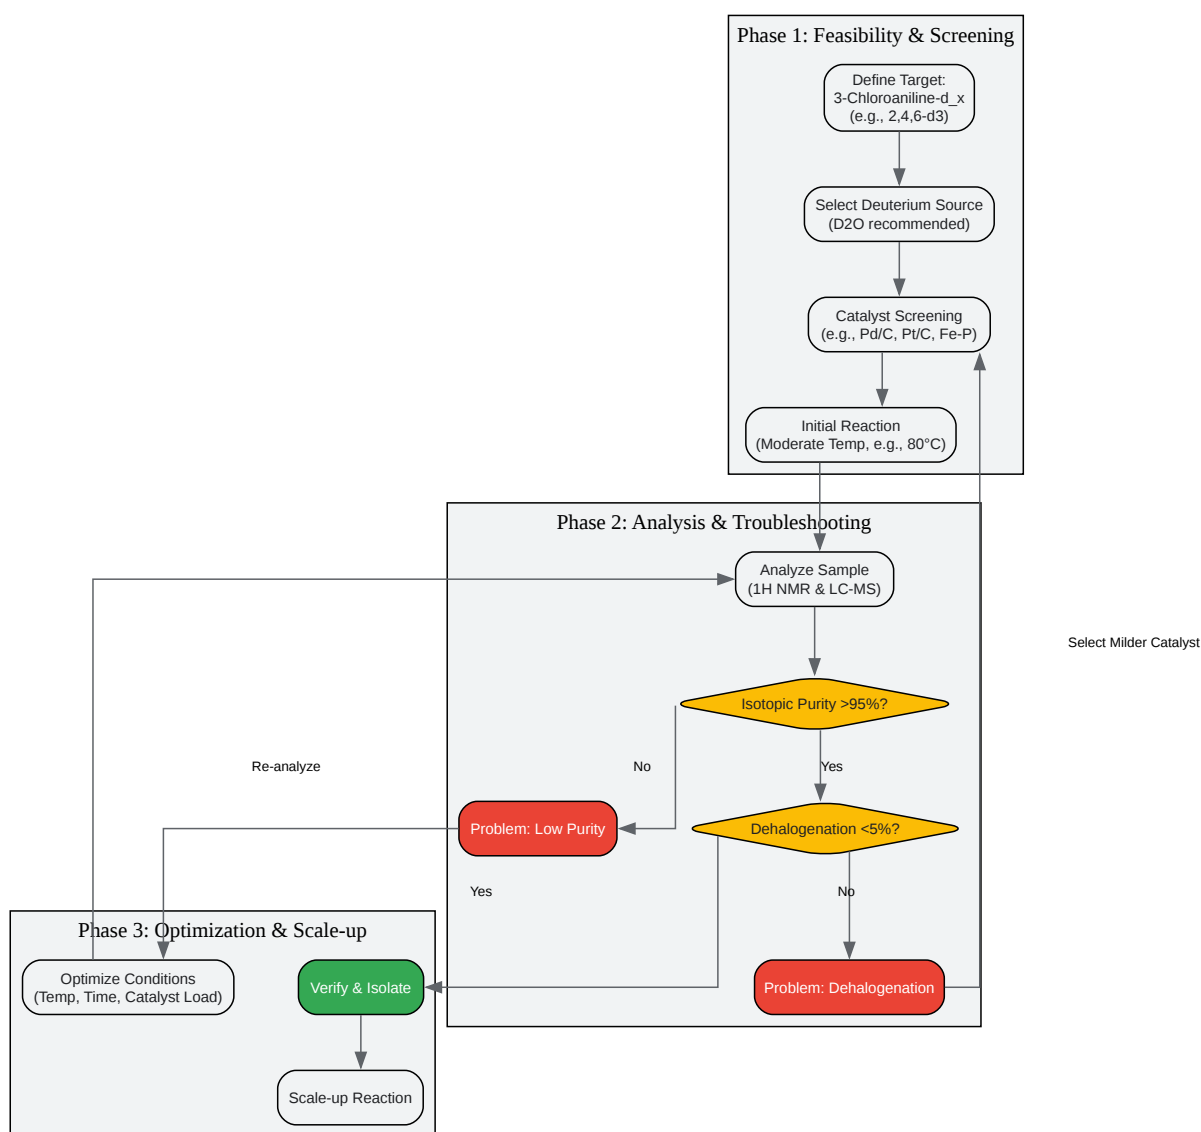 Phase 1: Feasibility & Screening
Define Target:
3-Chloroaniline-d_x
(e.g., 2,4,6-d3)
Select Deuterium Source
(D2O recommended)
Catalyst Screening
(e.g., Pd/C, Pt/C, Fe-P)
Initial Reaction
(Moderate Temp, e.g., 80°C)
Phase 2: Analysis & Troubleshooting
Analyze Sample
(1H NMR & LC-MS)
Select Milder Catalyst
Isotopic Purity >95%?
Re-analyze
No
Yes
Problem: Low Purity
Dehalogenation <5%?
Yes
No
Phase 3: Optimization & Scale-up
Optimize Conditions
(Temp, Time, Catalyst Load)
Verify & Isolate
Problem: Dehalogenation
Scale-up Reaction